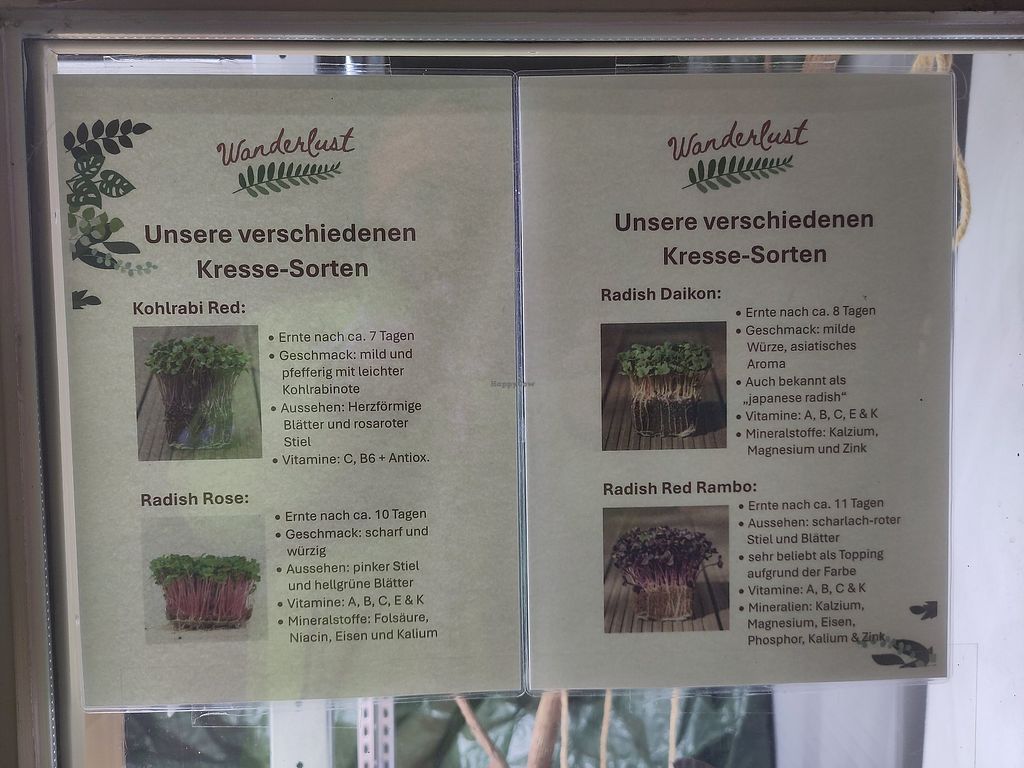 Wanderlust
Unsere verschiedenen
Kresse-Sorten
Kohlrabi Red:
• Ernte nach ca. 7 Tagen
• Geschmack: mild und
pfefferig mit leichter
Kohlrabinote
• Aussehen: Herzförmige
Blätter und rosaroter
Stiel
• Vitamine: C, B6 + Antiox.
Radish Rose:
• Ernte nach ca. 10 Tagen
• Geschmack: scharf und
würzig
• Aussehen: pinker Stiel
und hellgrüne Blätter
• Vitamine: A, B, C, E & K
• Mineralstoffe: Folsäure,
Niacin, Eisen und Kalium
Wanderlust
Unsere verschiedenen
Kresse-Sorten
Radish Daikon:
• Ernte nach ca. 8 Tagen
• Geschmack: milde
Würze, asiatisches
Aroma
• Auch bekannt als
„japanese radish“
• Vitamine: A, B, C, E & K
• Mineralstoffe: Kalzium,
Magnesium und Zink
Radish Red Rambo:
• Ernte nach ca. 11 Tagen
• Aussehen: scharlach-roter
Stiel und Blätter
• sehr beliebt als Topping
aufgrund der Farbe
• Vitamine: A, B, C & K
• Mineralien: Kalzium,
Magnesium, Eisen,
Phosphor, Kalium & Zink
HappyCow